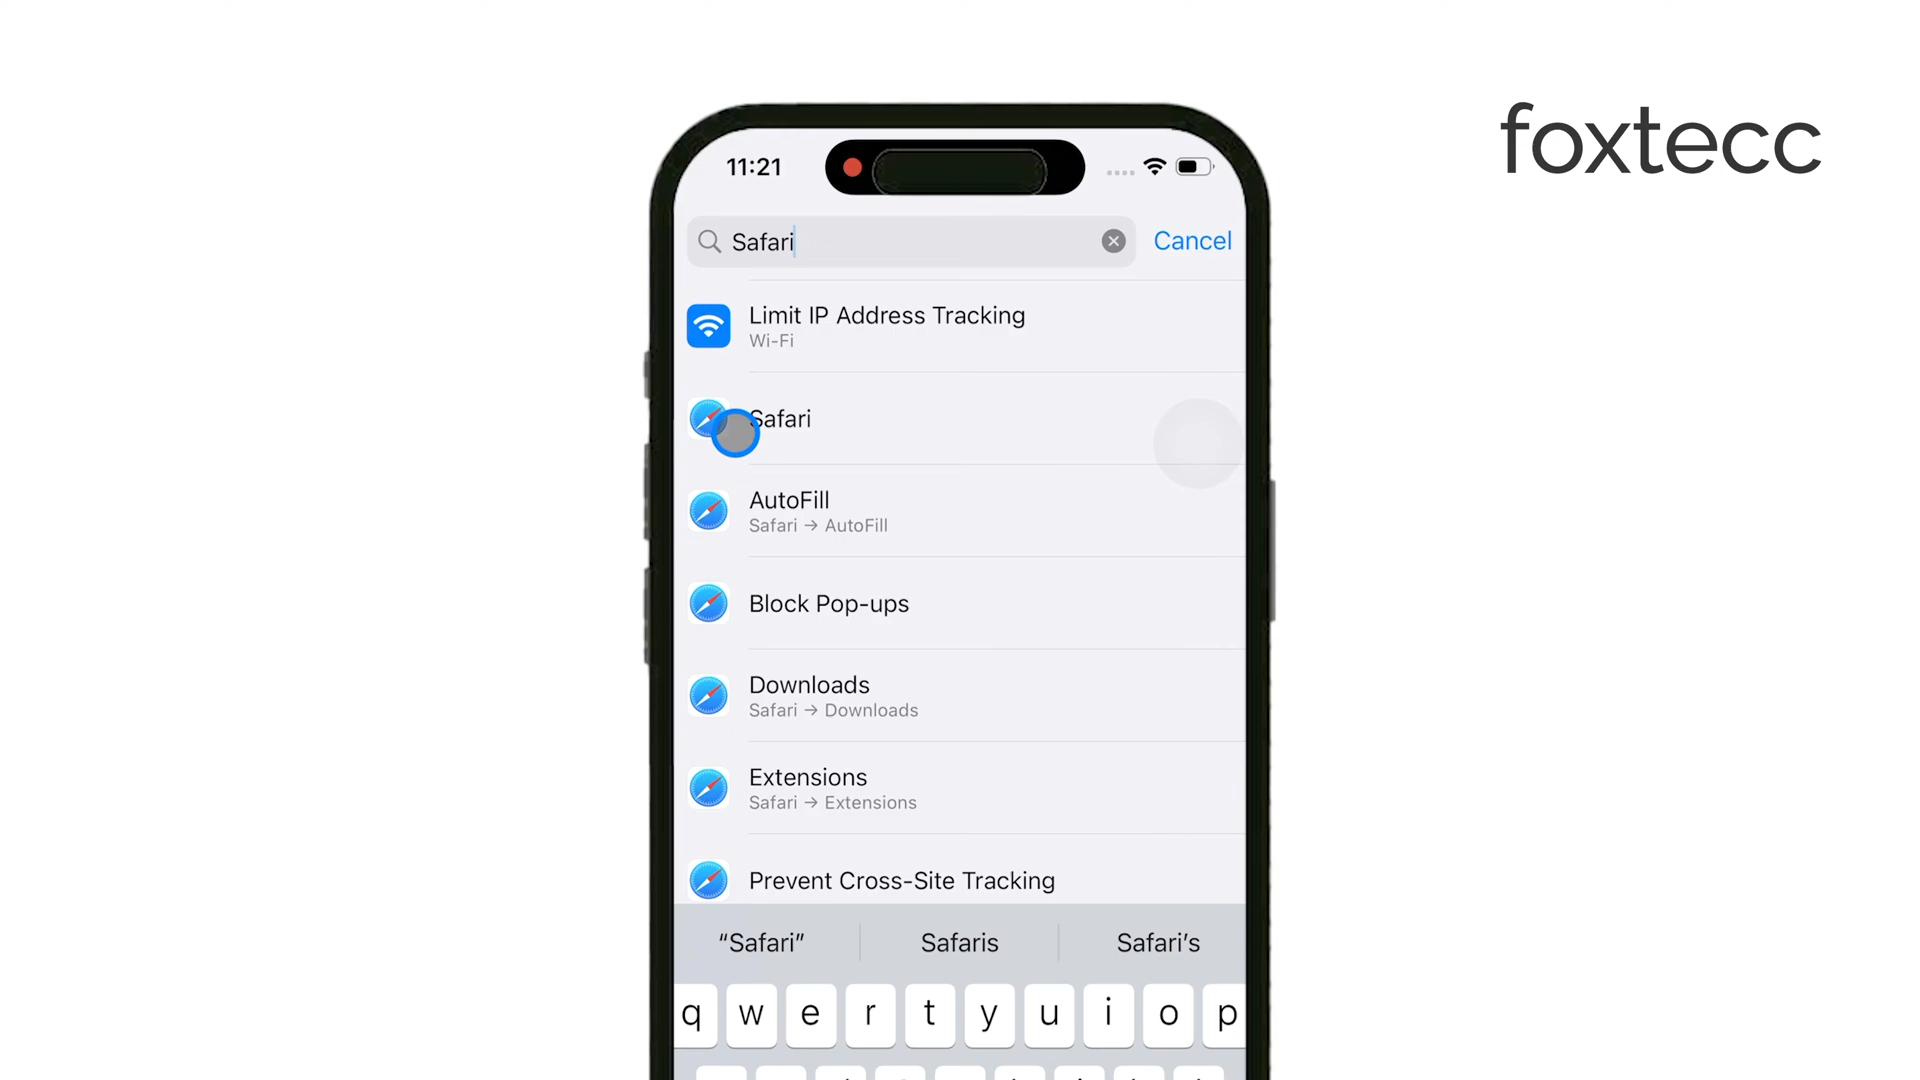 foxtecc
11:21
Safari
Cancel
Limit IP Address Tracking
Wi-Fi
Safari
AutoFill
Safari → AutoFill
Block Pop-ups
Downloads
Safari → Downloads
Extensions
Safari → Extensions
Prevent Cross-Site Tracking
“Safari” Safaris Safari’s
q w e r t y u i o p